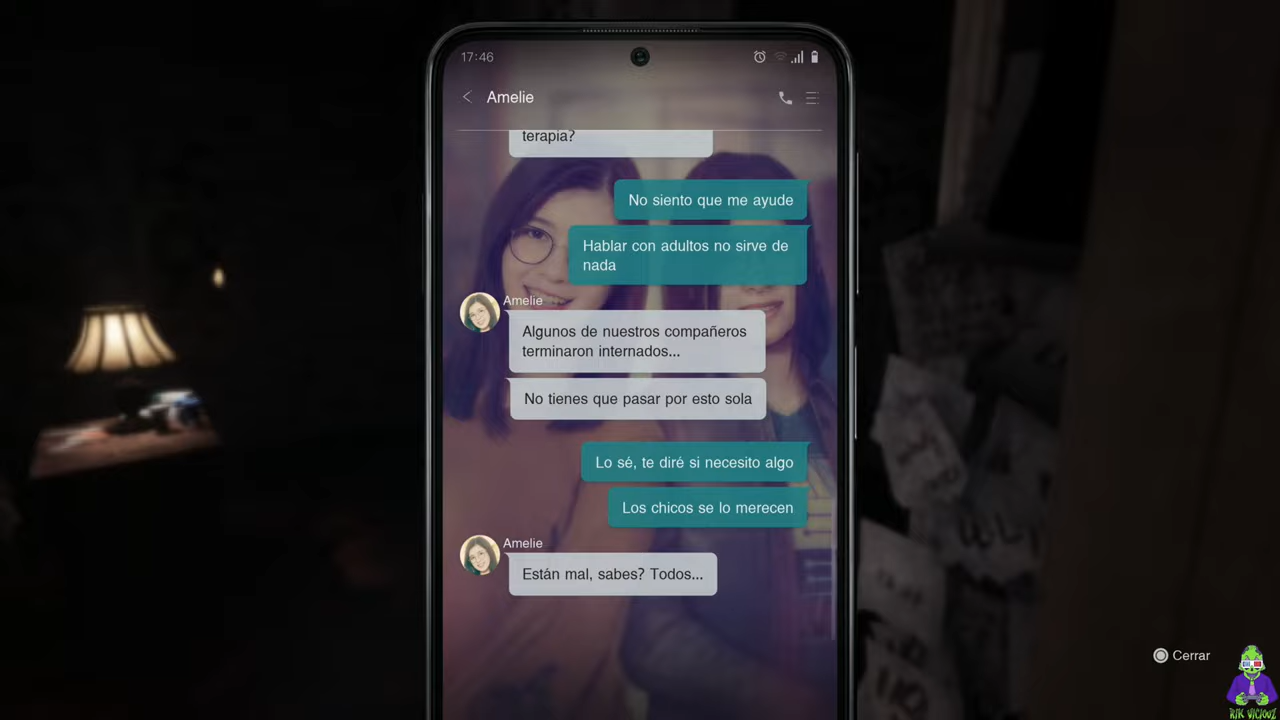 17:46
Amelie
terapia?
No siento que me ayude
Hablar con adultos no sirve de
nada
Amelie
Algunos de nuestros compañeros
terminaron internados...
No tienes que pasar por esto sola
Lo sé, te diré si necesito algo
Los chicos se lo merecen
Amelie
Están mal, sabes? Todos...
Cerrar
RIK VICIOUZ